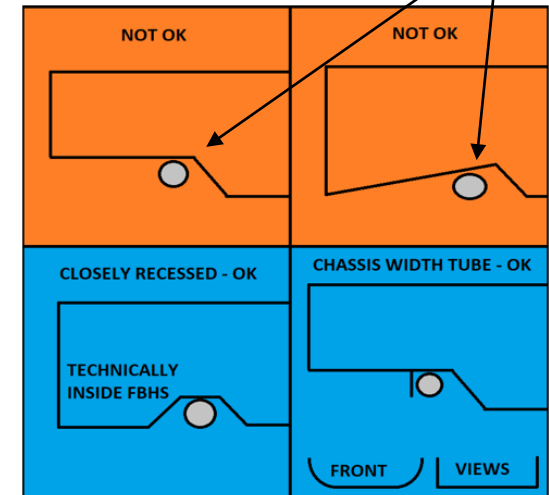 NOT OK
NOT OK
CLOSELY RECESSED - OK
TECHNICALLY
INSIDE FBHS
CHASSIS WIDTH TUBE - OK
FRONT
VIEWS